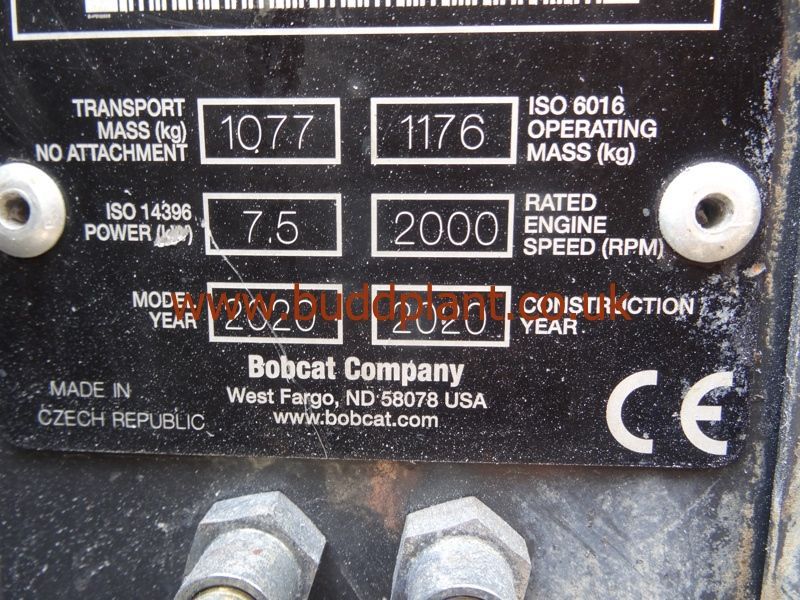 TRANSPORT
MASS (kg)
NO ATTACHMENT
1077
1176
ISO 6016
OPERATING
MASS (kg)
ISO 14396
POWER (kW)
7.5
2000
RATED
ENGINE
SPEED (RPM)
MODEL
YEAR
2020
2020
CONSTRUCTION
YEAR
www.buddplant.co.uk
Bobcat Company
West Fargo, ND 58078 USA
www.bobcat.com
MADE IN
CZECH REPUBLIC
CE